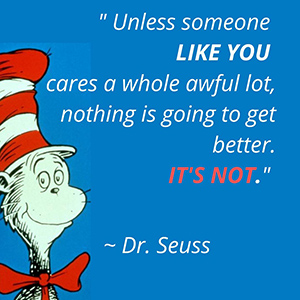 " Unless someone
LIKE YOU
cares a whole awful lot,
nothing is going to get
better.
IT'S NOT."
~ Dr. Seuss